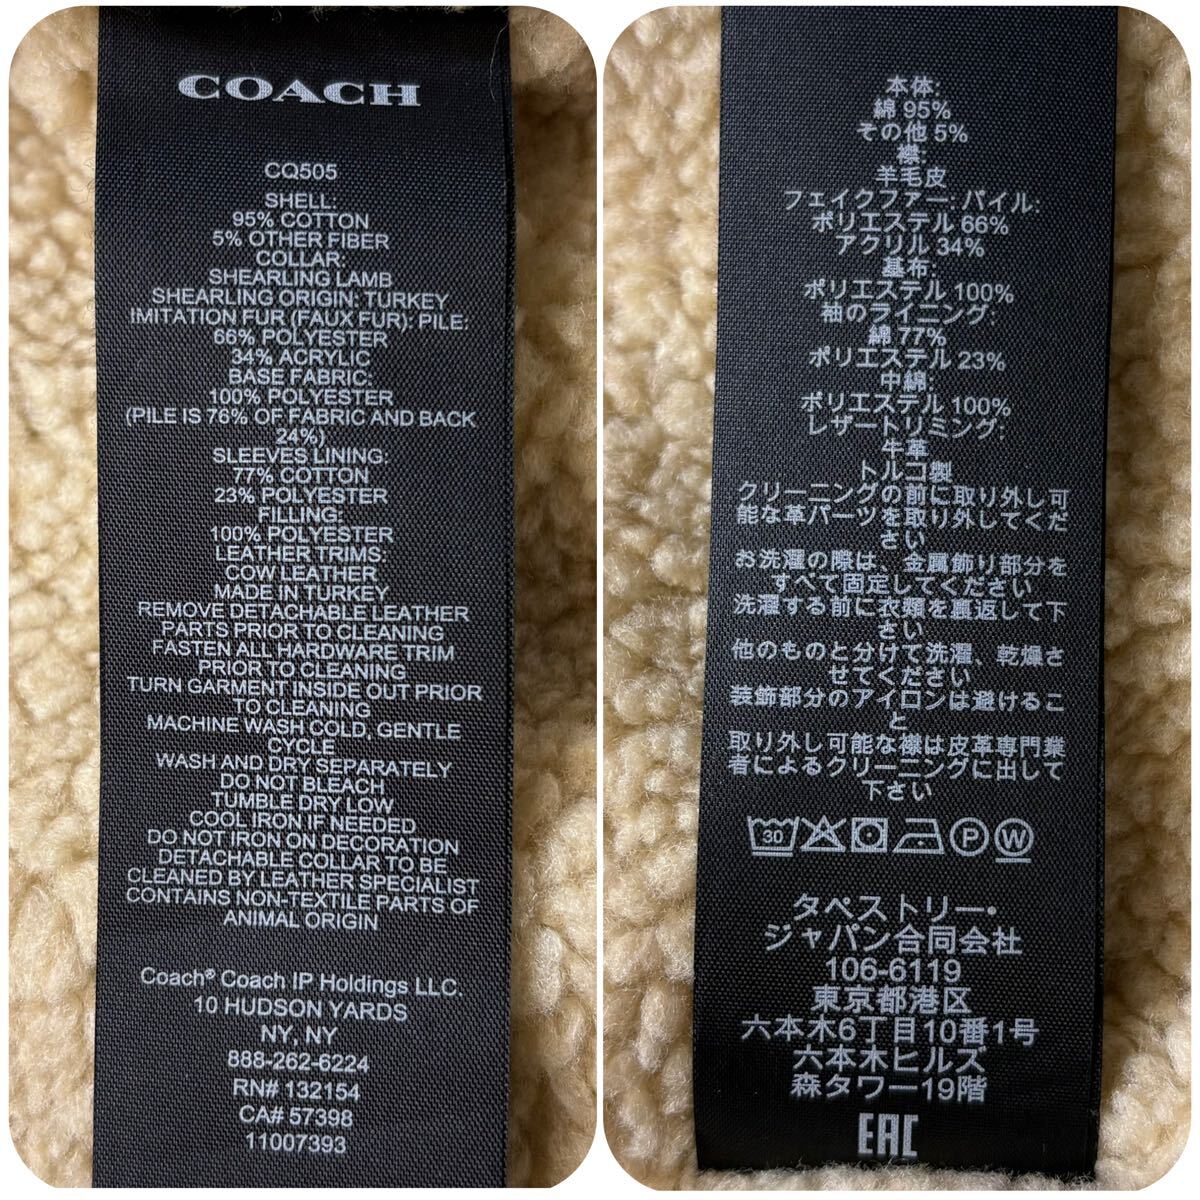 COACH
CQ505
SHELL:
95% COTTON
5% OTHER FIBER
COLLAR:
SHEARLING LAMB
SHEARLING ORIGIN: TURKEY
IMITATION FUR (FAUX FUR): PILE:
66% POLYESTER
34% ACRYLIC
BASE FABRIC:
100% POLYESTER
(PILE IS 76% OF FABRIC AND BACK
24%)
SLEEVES LINING:
77% COTTON
23% POLYESTER
FILLING:
100% POLYESTER
LEATHER TRIMS:
COW LEATHER
MADE IN TURKEY
REMOVE DETACHABLE LEATHER
PARTS PRIOR TO CLEANING
FASTEN ALL HARDWARE TRIM
PRIOR TO CLEANING
TURN GARMENT INSIDE OUT PRIOR
TO CLEANING
MACHINE WASH COLD, GENTLE
CYCLE
WASH AND DRY SEPARATELY
DO NOT BLEACH
TUMBLE DRY LOW
COOL IRON IF NEEDED
DO NOT IRON ON DECORATION
DETACHABLE COLLAR TO BE
CLEANED BY LEATHER SPECIALIST
CONTAINS NON-TEXTILE PARTS OF
ANIMAL ORIGIN
Coach® Coach IP Holdings LLC.
10 HUDSON YARDS
NY, NY
888-262-6224
RN# 132154
CA# 57398
11007393
本体:
綿 95%
その他 5%
襟:
羊毛皮
フェイクファー: パイル:
ポリエステル 66%
アクリル 34%
基布:
ポリエステル 100%
袖のライニング:
綿 77%
ポリエステル 23%
中綿:
ポリエステル 100%
レザートリミング:
牛革
トルコ製
クリーニングの前に取り外し可
能な革パーツを取り外してくだ
さい
お洗濯の際は、金属飾り部分を
すべて固定してください
洗濯する前に衣類を裏返して下
さい
他のものと分けて洗濯、乾燥さ
せてください
装飾部分のアイロンは避けるこ
と
取り外し可能な襟は皮革専門業
者によるクリーニングに出して
下さい
30 P W
タペストリー・
ジャパン合同会社
106-6119
東京都港区
六本木6丁目10番1号
六本木ヒルズ
森タワー19階
EAC